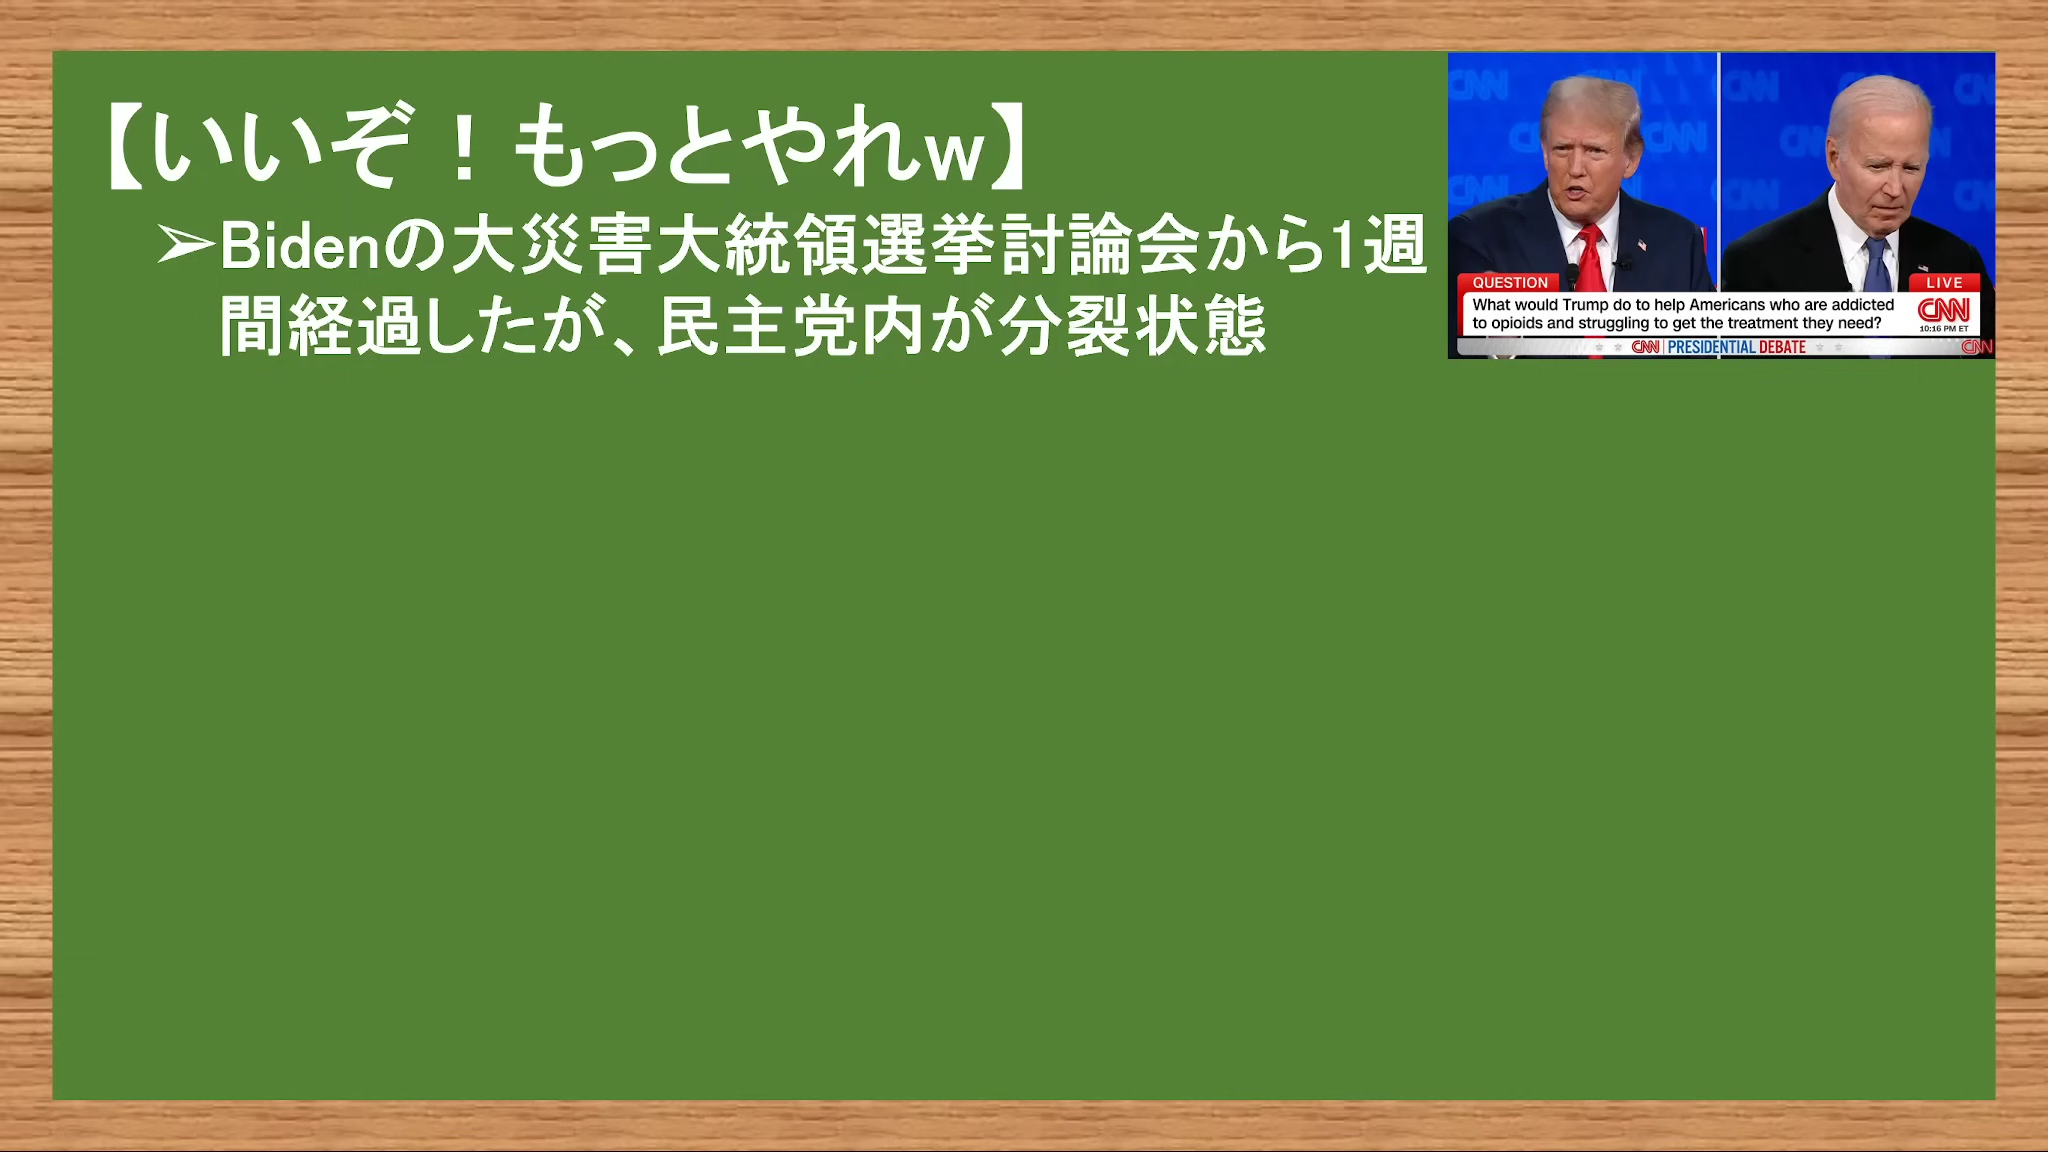 【いいぞ！もっとやれw】
➢Bidenの大災害大統領選挙討論会から1週
間経過したが、民主党内が分裂状態
CNN
CNN
QUESTION
LIVE
What would Trump do to help Americans who are addicted
to opioids and struggling to get the treatment they need?
CNN
10:16 PM ET
CNN PRESIDENTIAL DEBATE
CNN